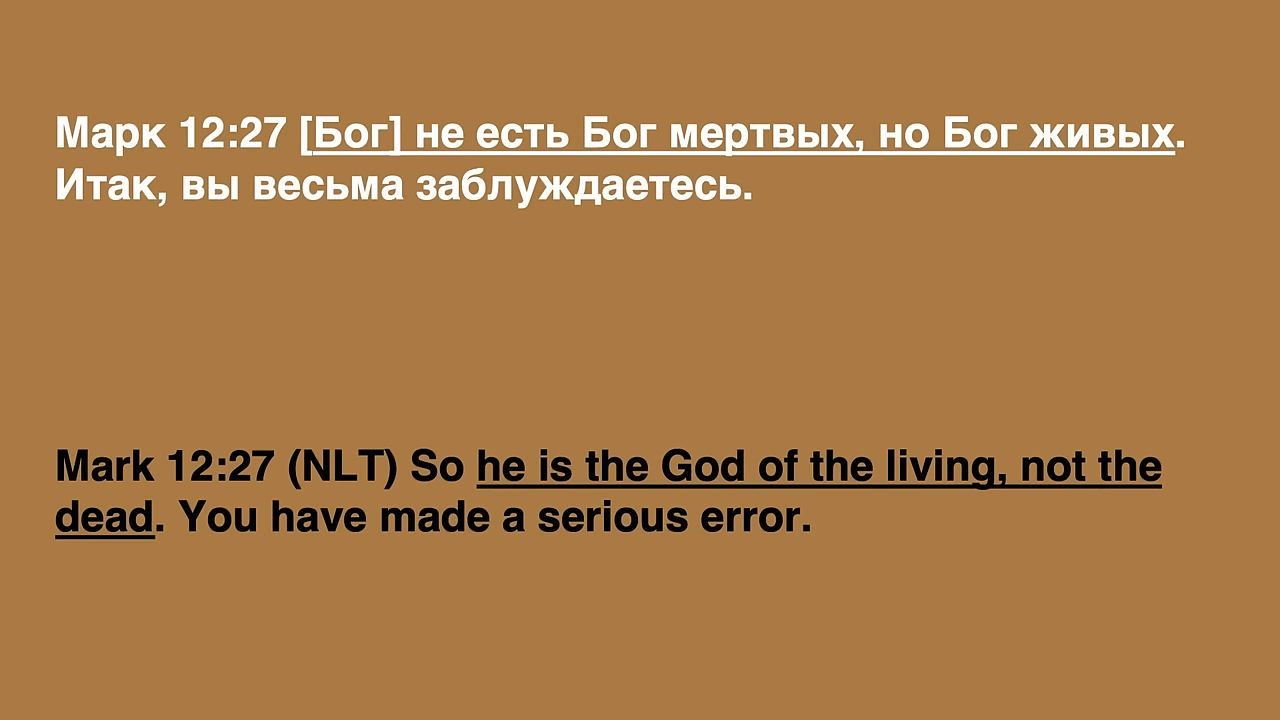 Марк 12:27 [Бог] не есть Бог мертвых, но Бог живых.
Итак, вы весьма заблуждаетесь.
Mark 12:27 (NLT) So he is the God of the living, not the
dead. You have made a serious error.